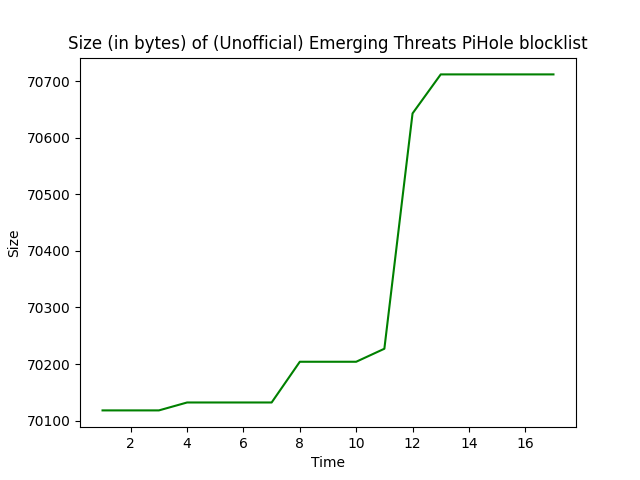 Size (in bytes) of (Unofficial) Emerging Threats PiHole blocklist
70700
70600
70500
70400
70300
70200
70100
Size
2 4 6 8 10 12 14 16
Time